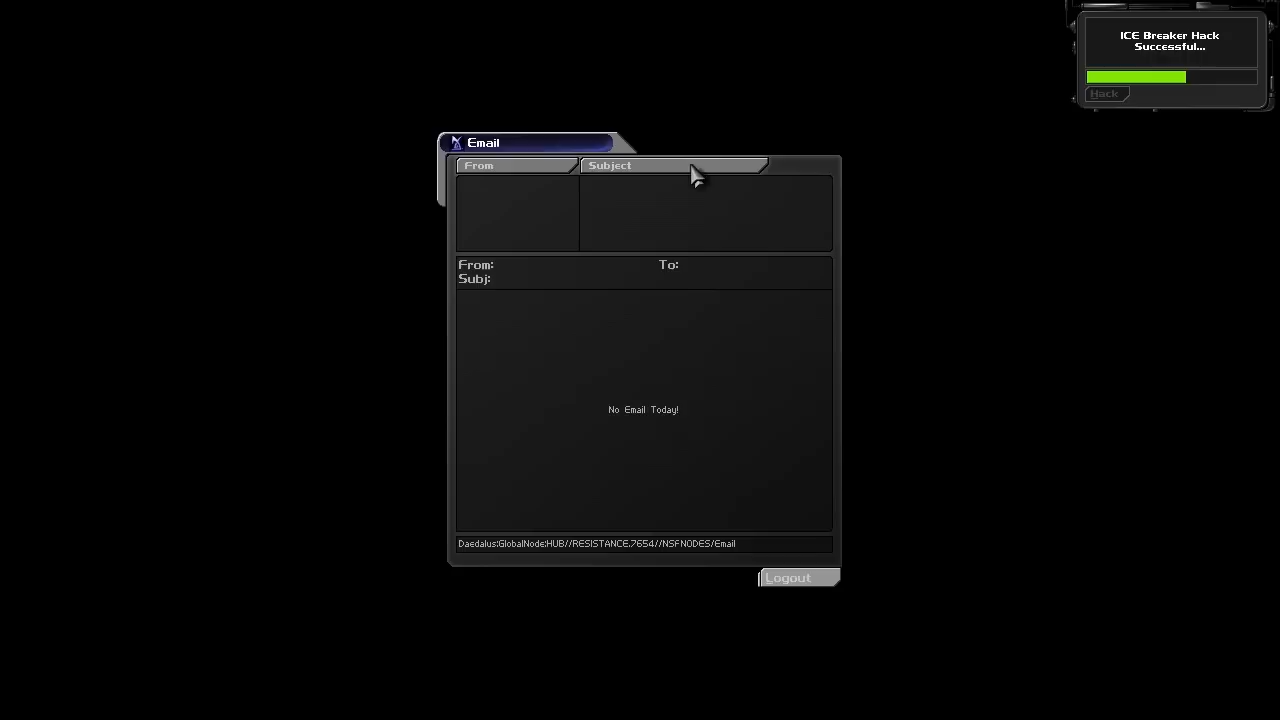 ICE Breaker Hack
Successful...
Hack
Email
From
Subject
From:
To:
Subj:
No Email Today!
Daedalus:GlobalNode:HUB//RESISTANCE.7654//NSFNODES/Email
Logout